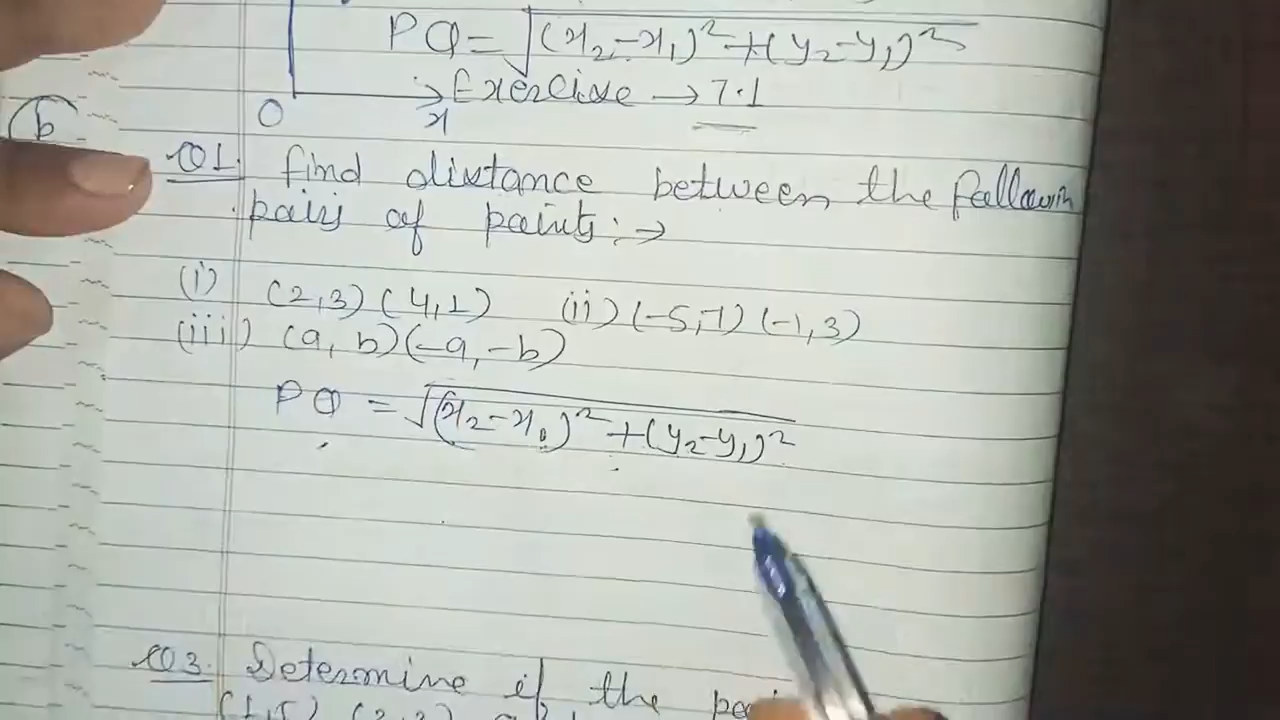 PQ = √(x₂-x₁)²+(y₂-y₁)²
Exercise → 7.1
O x
b
Q1. find distance between the followin
pairs of points :→
(i) (2,3) (4,1) (ii) (-5,-1) (-1,3)
(iii) (a, b) (-a, -b)
PQ = √(x₂-x₁)² + (y₂-y₁)²
Q3. Determine if the